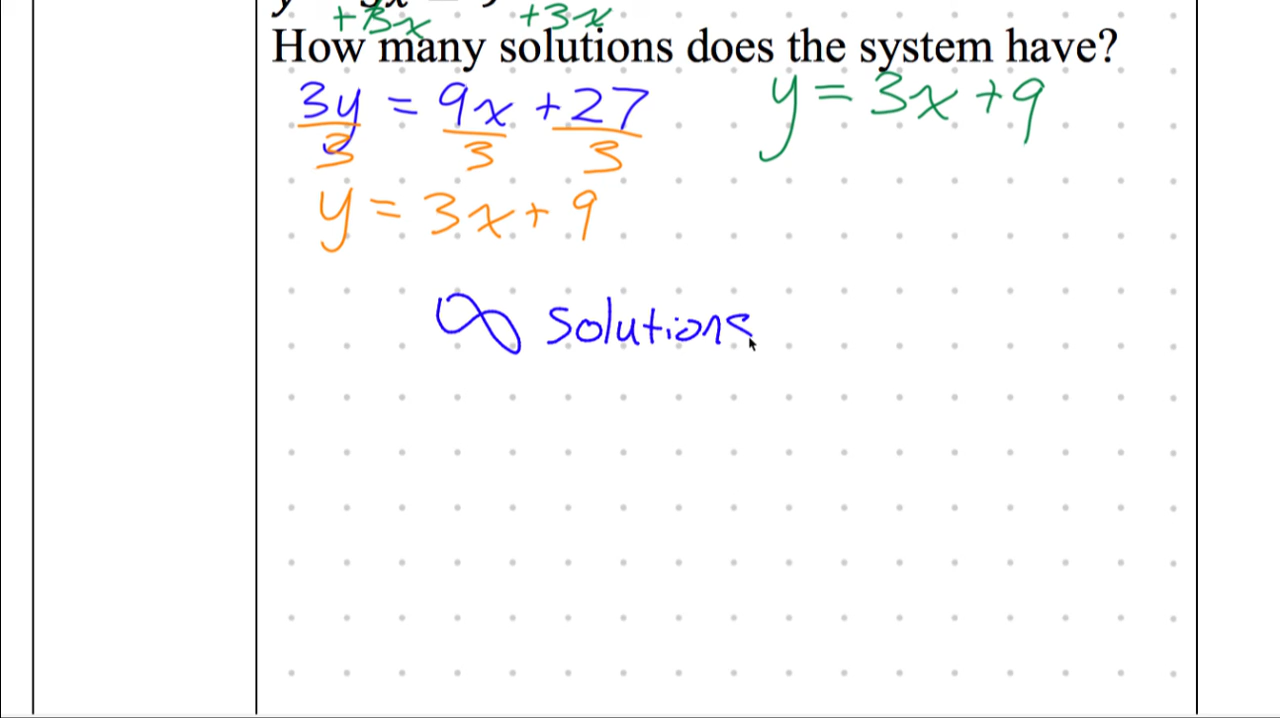 +3x +3x
How many solutions does the system have?
3y = 9x + 27
3 3 3
y = 3x + 9
y = 3x + 9
∞ solutions